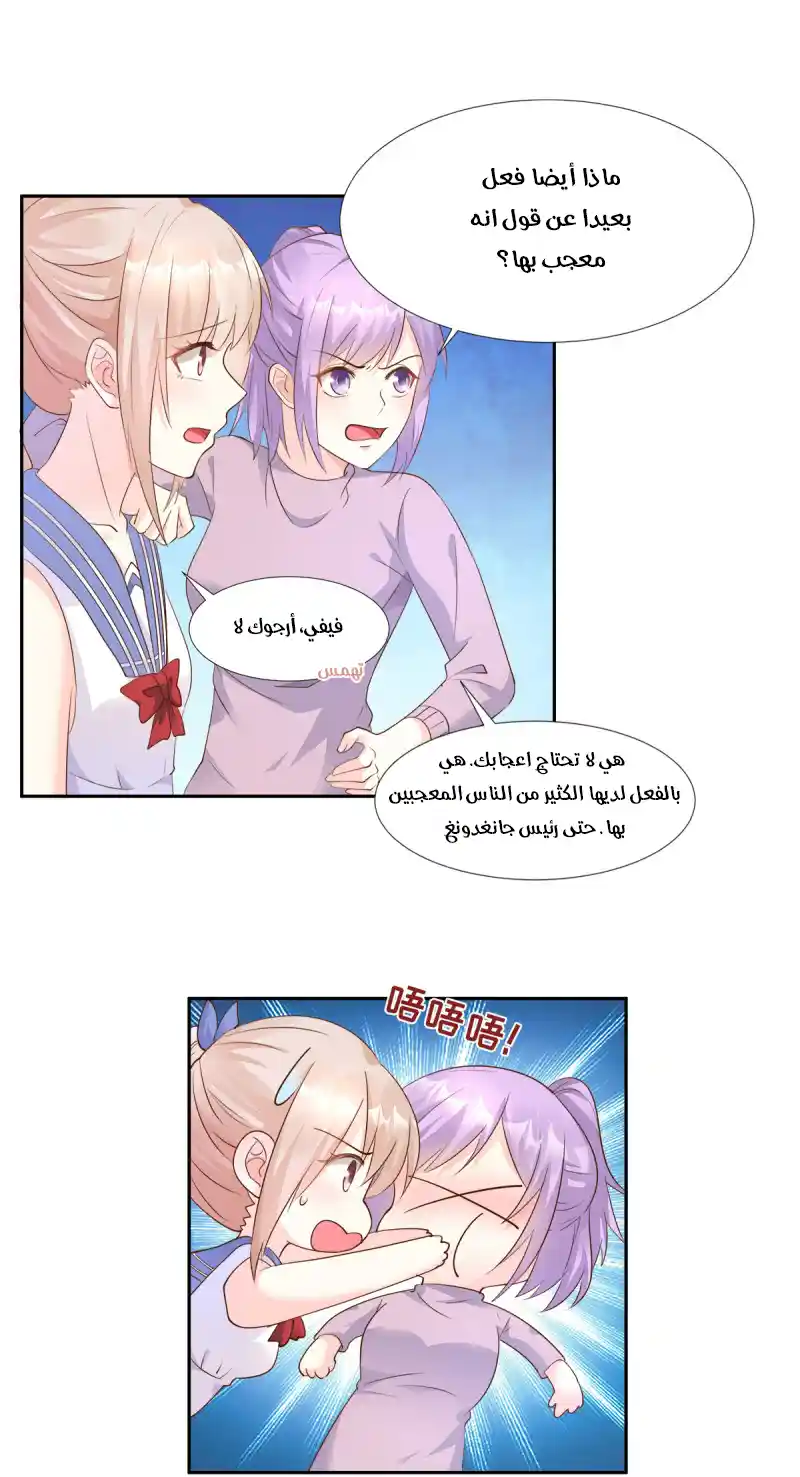 ماذا أيضا فعل
بعيدا عن قول انه
معجب بها؟
فيفي، أرجوك لا
تهمس
هي لا تحتاج اعجابك. هي
بالفعل لديها الكثير من الناس المعجبين
بها . حتى رئيس جانغدونغ
唔唔唔!